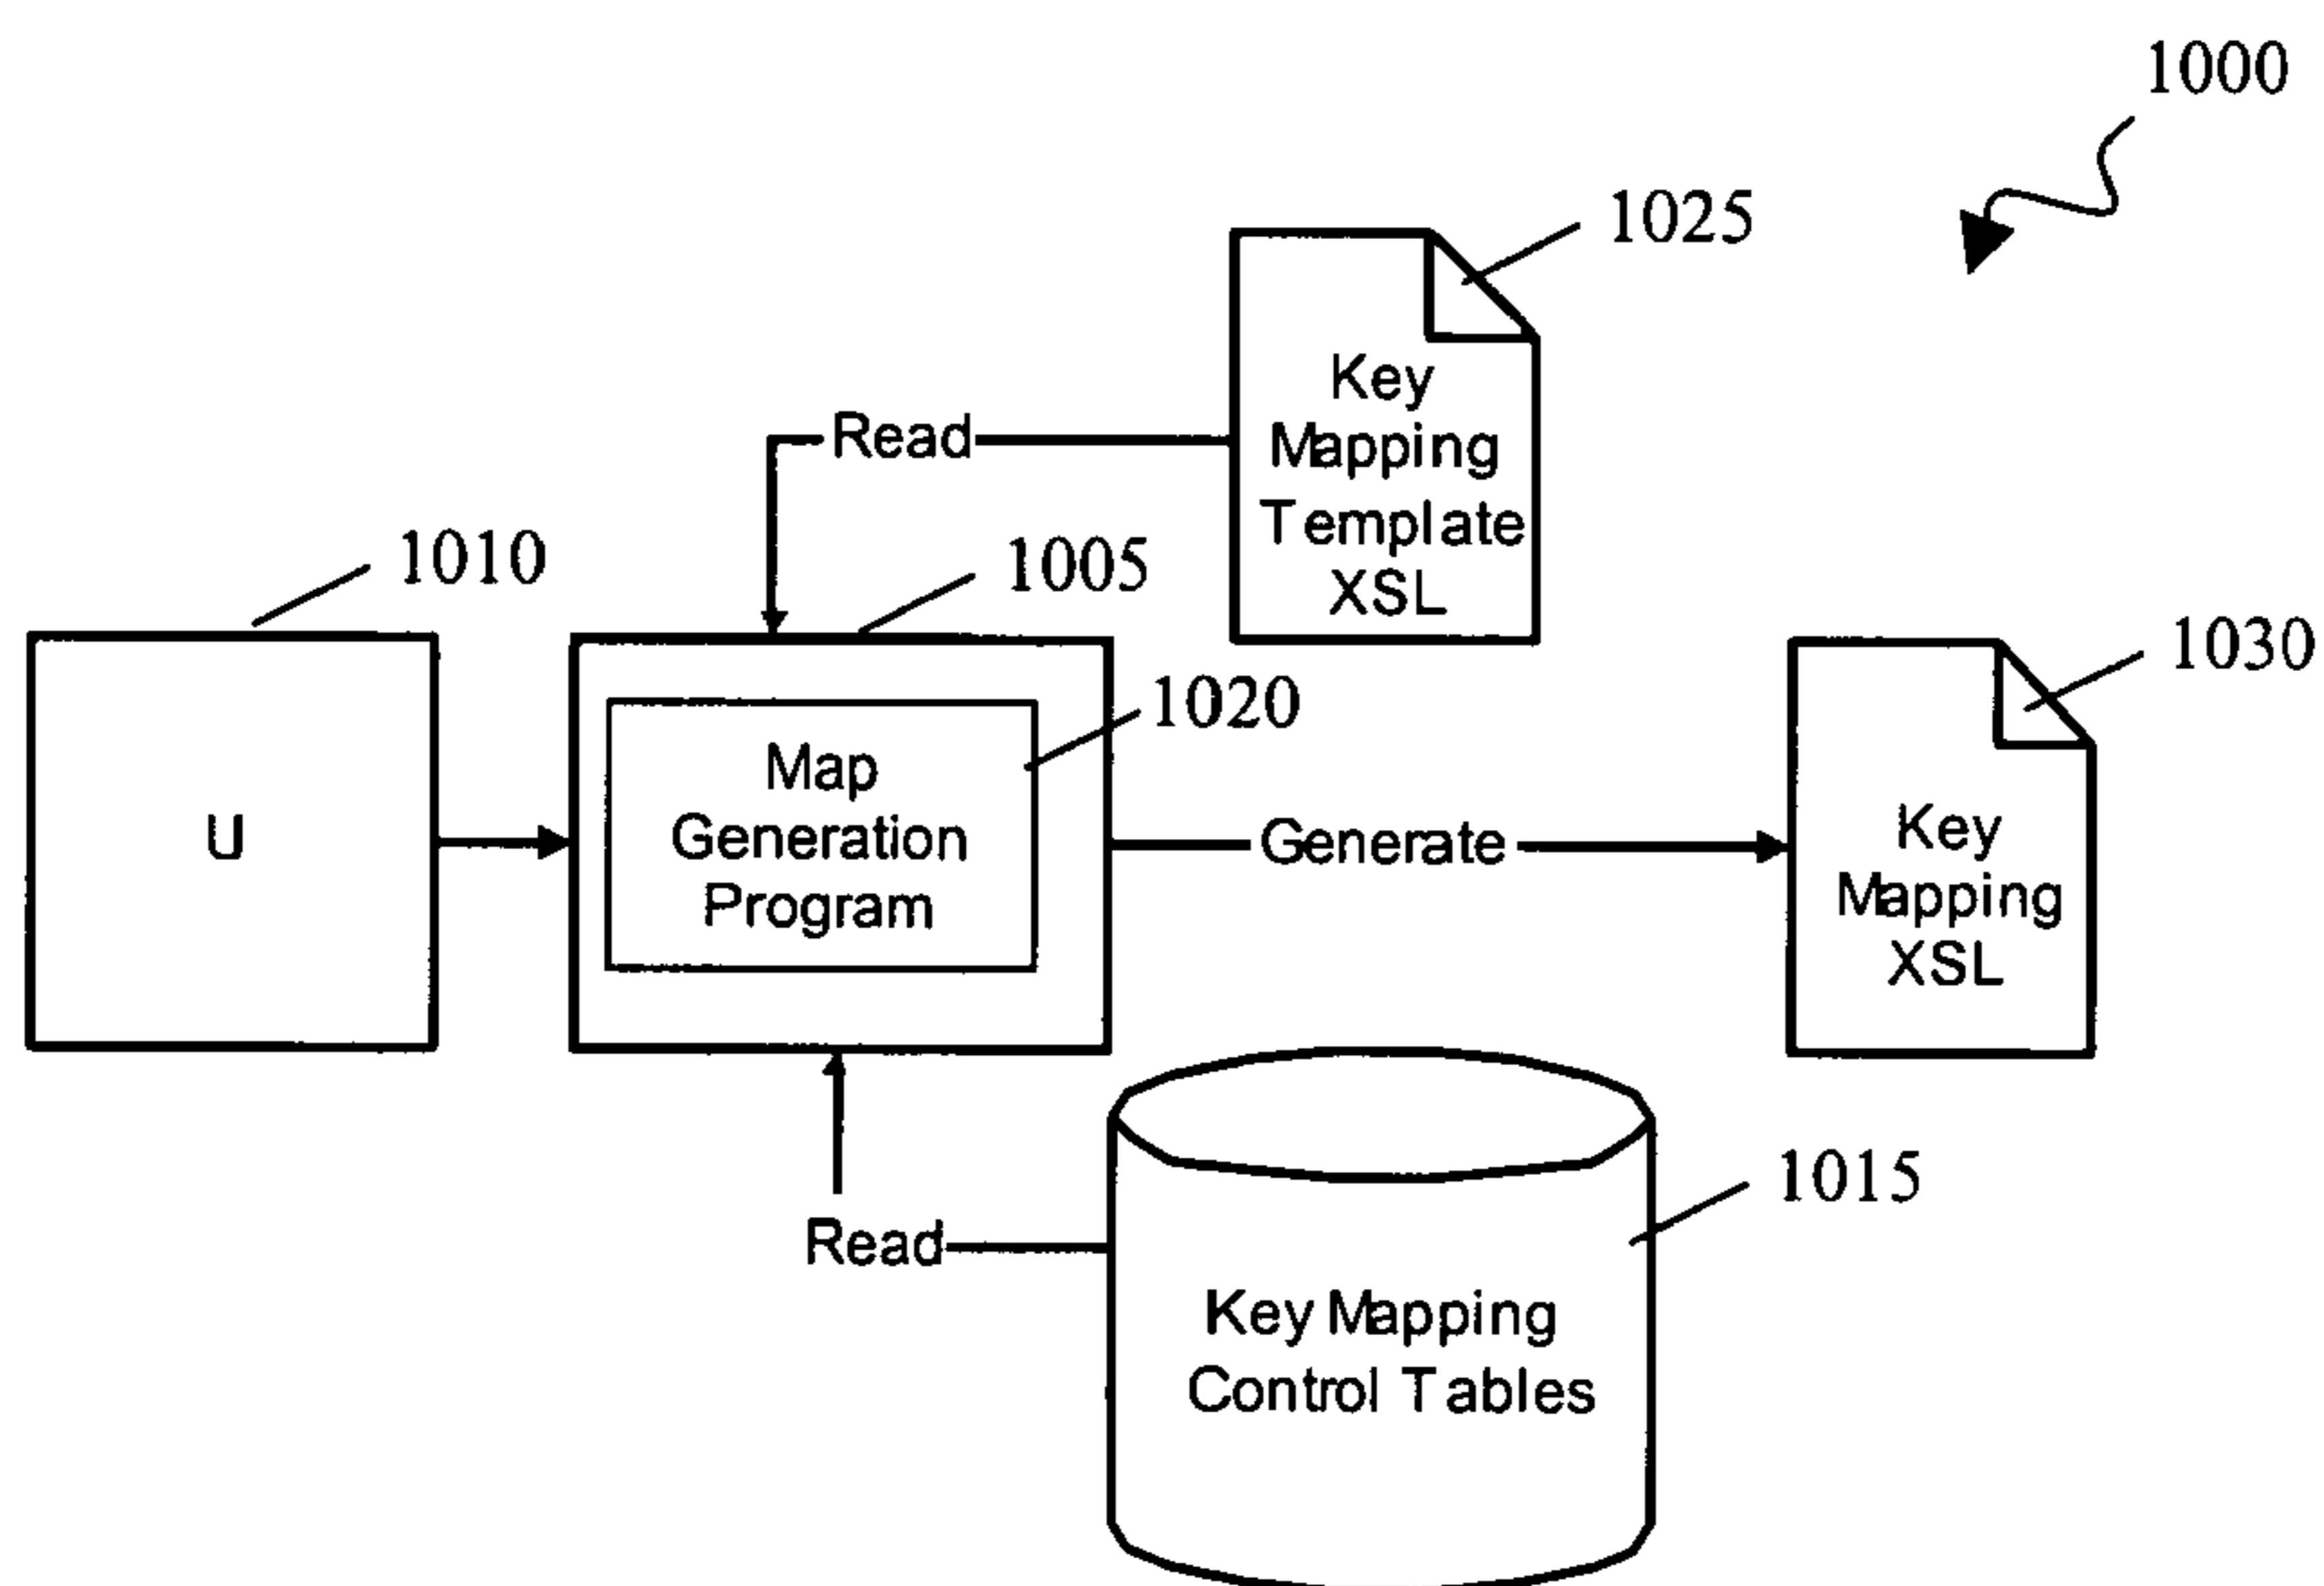 1000
1025
Key
Mapping
Template
XSL
Read
1010
1005
1030
1020
Map
Generation
Program
U
Generate
Key
Mapping
XSL
1015
Read
Key Mapping
Control Tables